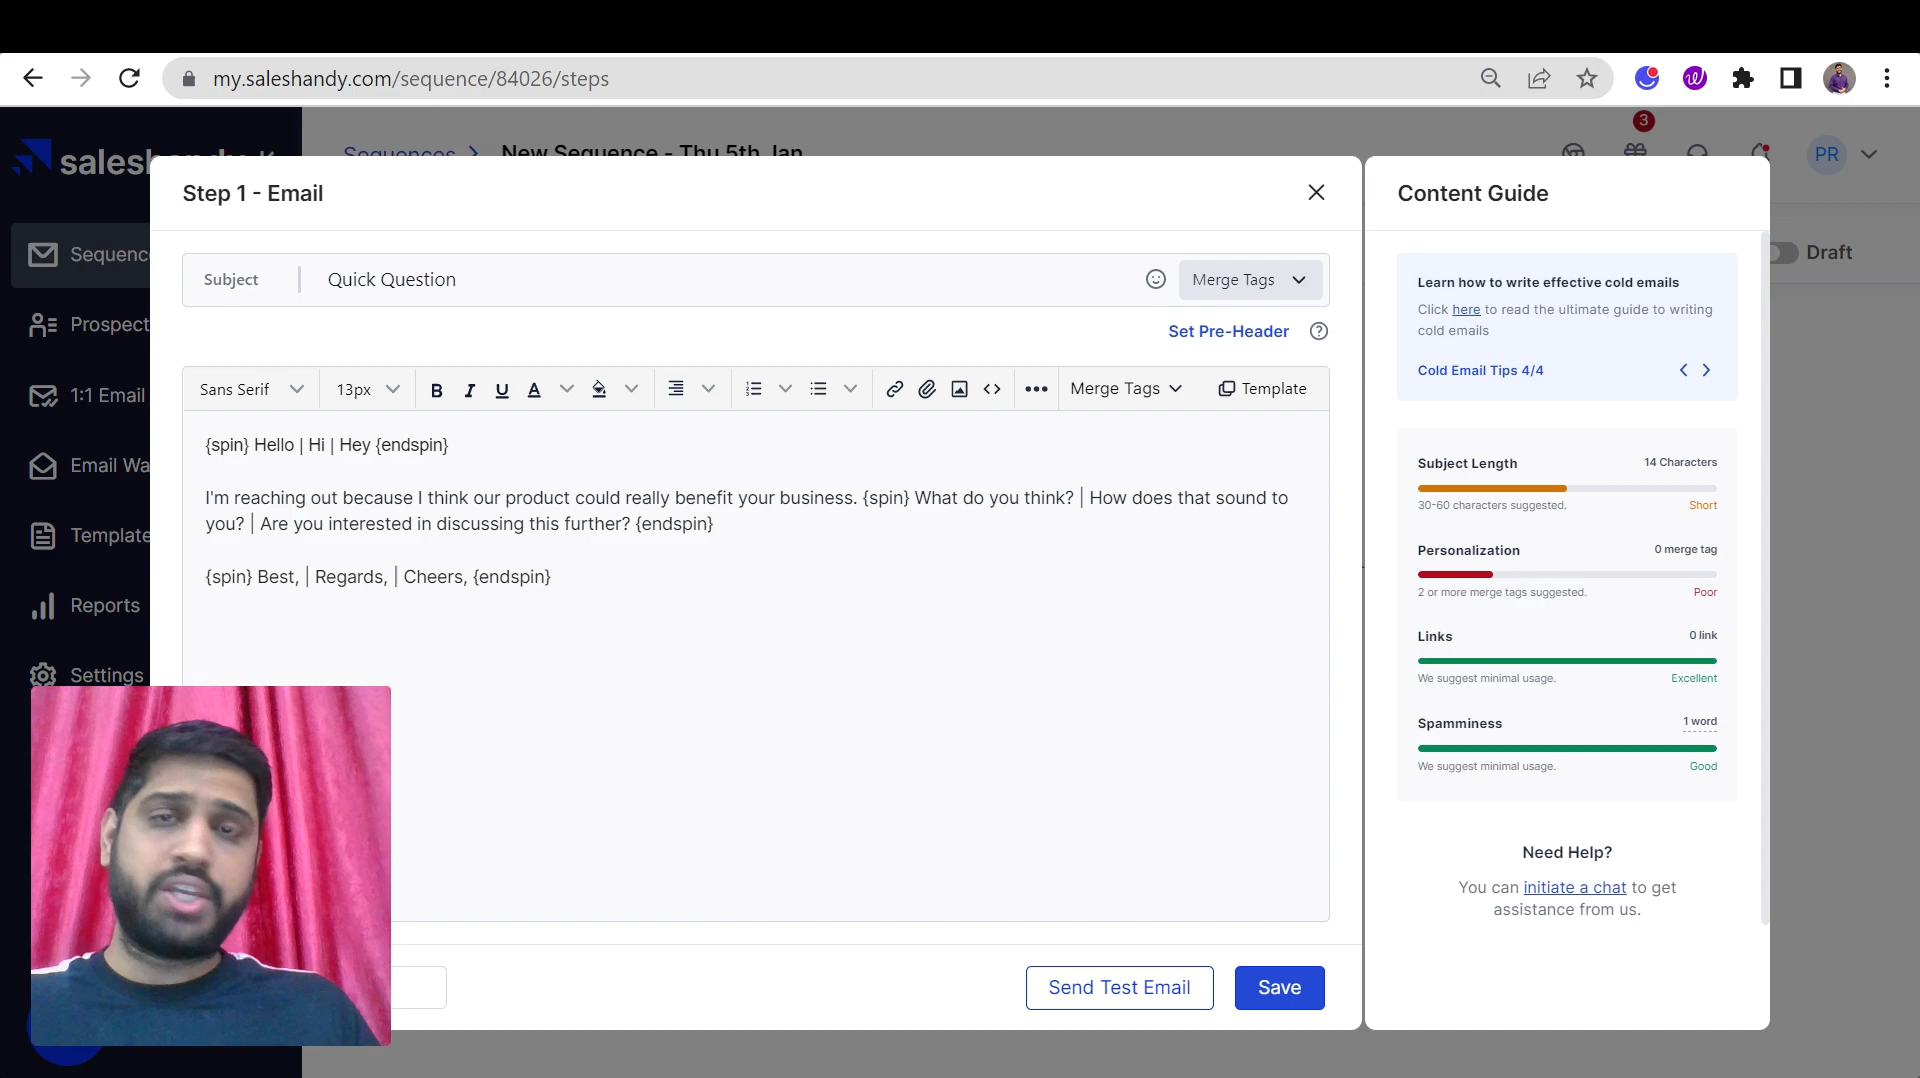 my.saleshandy.com/sequence/84026/steps
3
Sequences > New Sequence - Thu 5th Jan
PR
Step 1 - Email
Content Guide
Draft
Prospect
1:1 Email
Template
Reports
Settings
Subject
Quick Question
Merge Tags
Set Pre-Header
Sans Serif
13px
B I U A
Merge Tags
Template
{spin} Hello | Hi | Hey {endspin}
I'm reaching out because I think our product could really benefit your business. {spin} What do you think? | How does that sound to
you? | Are you interested in discussing this further? {endspin}
{spin} Best, | Regards, | Cheers, {endspin}
Send Test Email
Save
Learn how to write effective cold emails
Click here to read the ultimate guide to writing
cold emails
Cold Email Tips 4/4
Subject Length
14 Characters
30-60 characters suggested.
Short
Personalization
0 merge tag
2 or more merge tags suggested.
Poor
Links
0 link
We suggest minimal usage.
Excellent
Spamminess
1 word
We suggest minimal usage.
Good
Need Help?
You can initiate a chat to get
assistance from us.